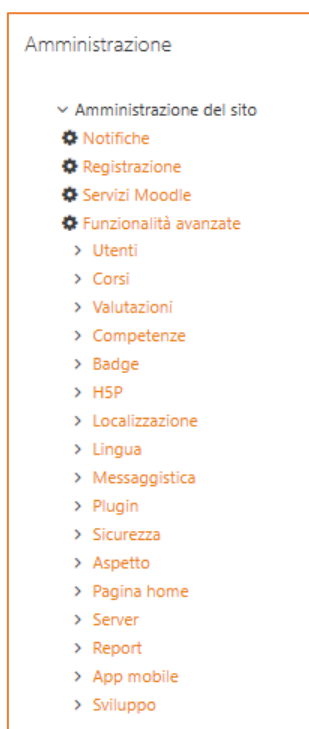 Amministrazione
Amministrazione del sito
Notifiche
Registrazione
Servizi Moodle
Funzionalità avanzate
Utenti
Corsi
Valutazioni
Competenze
Badge
H5P
Localizzazione
Lingua
Messaggistica
Plugin
Sicurezza
Aspetto
Pagina home
Server
Report
App mobile
Sviluppo